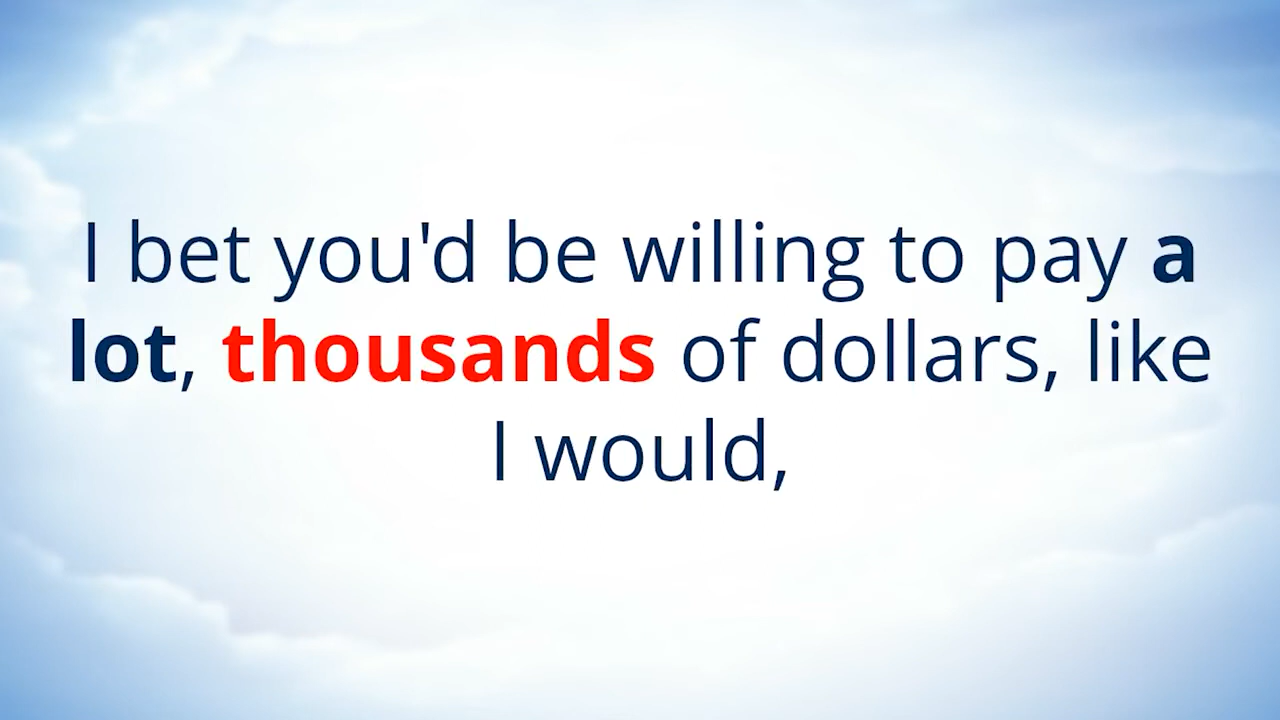 I bet you'd be willing to pay a
lot, thousands of dollars, like
I would,